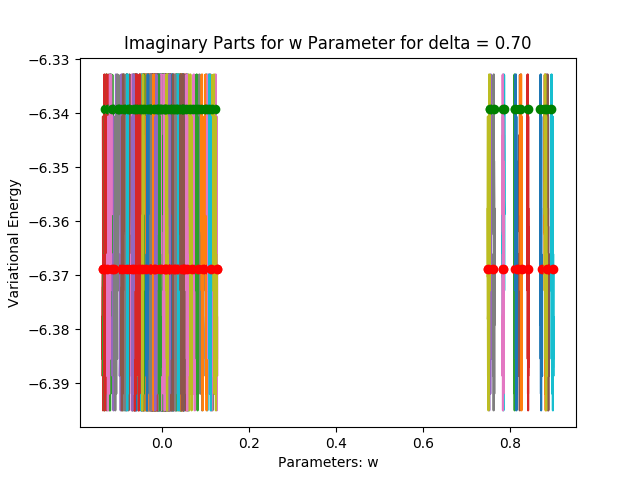 Imaginary Parts for w Parameter for delta = 0.70
−6.33
−6.34
−6.35
−6.36
−6.37
−6.38
−6.39
Variational Energy
0.0 0.2 0.4 0.6 0.8
Parameters: w